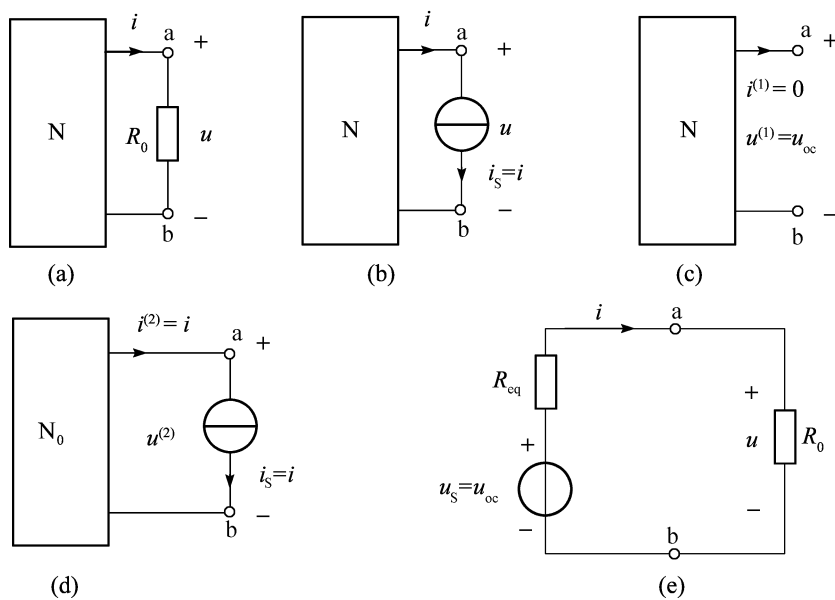 i a +
N R₀ u
b −
(a)
i a +
N u
iS=i
b −
(b)
a +
i⁽¹⁾=0
N u⁽¹⁾=uoc
b −
(c)
i⁽²⁾=i a +
N₀ u⁽²⁾
iS=i
b −
(d)
i a
Req
+ + u R₀
uS=uoc
− −
b
(e)